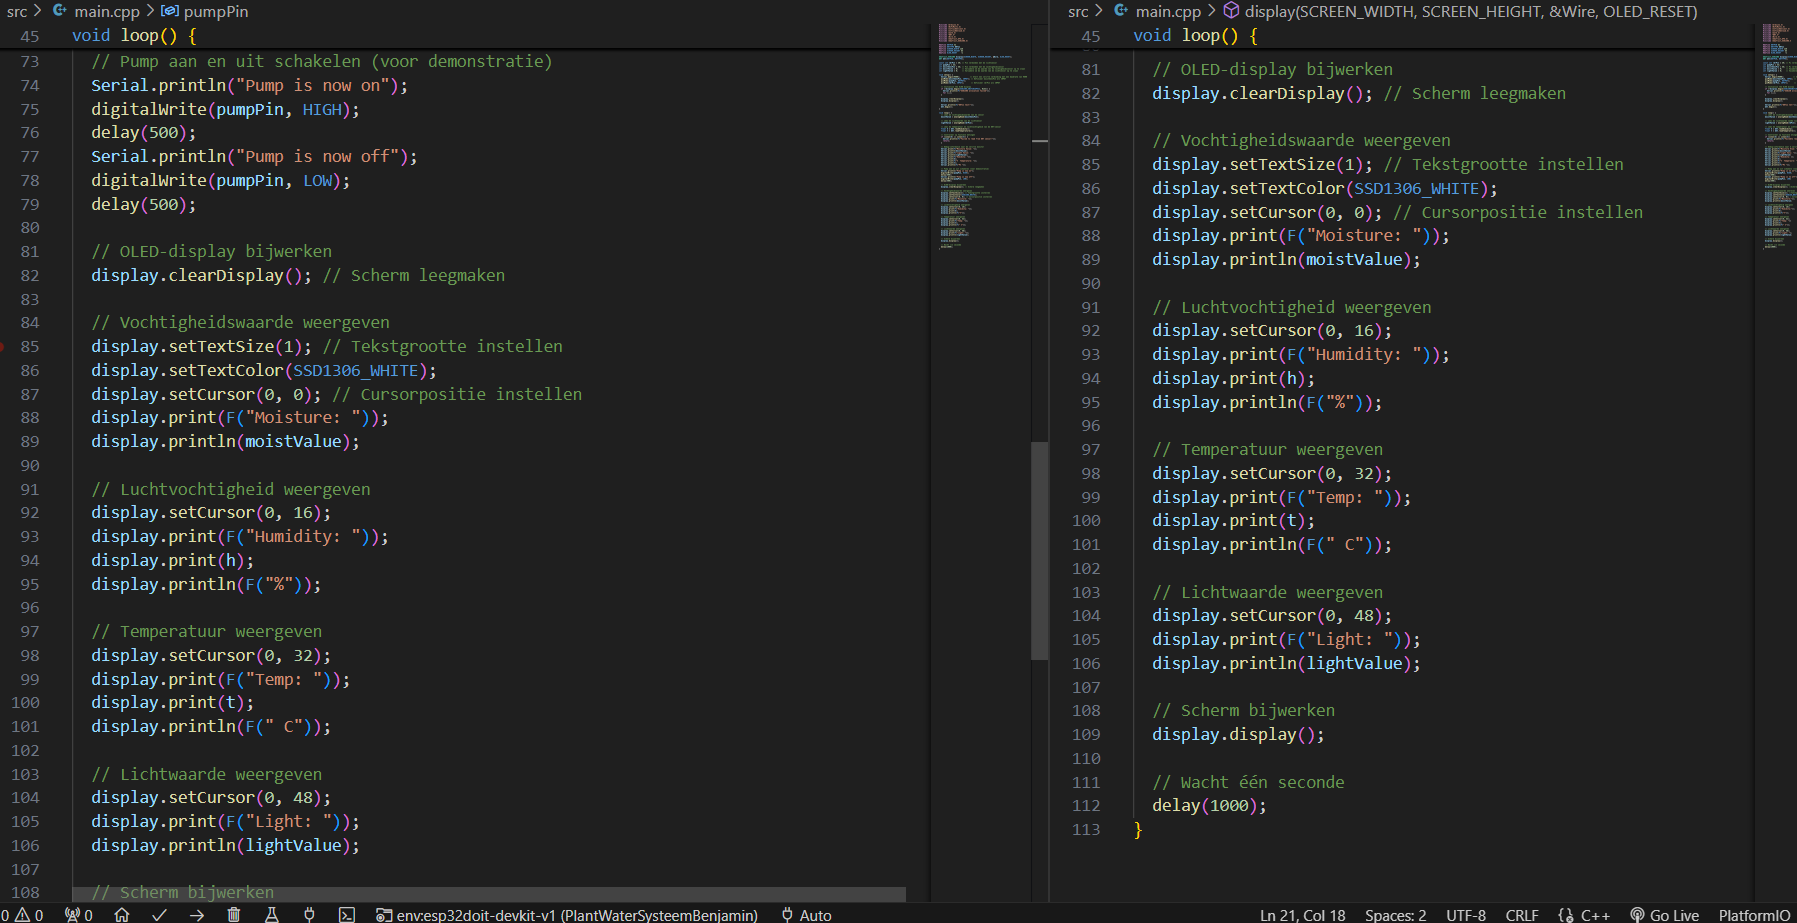 src > main.cpp > pumpPin
45 void loop() {
73 // Pump aan en uit schakelen (voor demonstratie)
74 Serial.println("Pump is now on");
75 digitalWrite(pumpPin, HIGH);
76 delay(500);
77 Serial.println("Pump is now off");
78 digitalWrite(pumpPin, LOW);
79 delay(500);
80
81 // OLED-display bijwerken
82 display.clearDisplay(); // Scherm leegmaken
83
84 // Vochtigheidswaarde weergeven
85 display.setTextSize(1); // Tekstgrootte instellen
86 display.setTextColor(SSD1306_WHITE);
87 display.setCursor(0, 0); // Cursorpositie instellen
88 display.print(F("Moisture: "));
89 display.println(moistValue);
90
91 // Luchtvochtigheid weergeven
92 display.setCursor(0, 16);
93 display.print(F("Humidity: "));
94 display.print(h);
95 display.println(F("%"));
96
97 // Temperatuur weergeven
98 display.setCursor(0, 32);
99 display.print(F("Temp: "));
100 display.print(t);
101 display.println(F(" C"));
102
103 // Lichtwaarde weergeven
104 display.setCursor(0, 48);
105 display.print(F("Light: "));
106 display.println(lightValue);
107
108 // Scherm bijwerken
src > main.cpp > display(SCREEN_WIDTH, SCREEN_HEIGHT, &Wire, OLED_RESET)
45 void loop() {
81 // OLED-display bijwerken
82 display.clearDisplay(); // Scherm leegmaken
83
84 // Vochtigheidswaarde weergeven
85 display.setTextSize(1); // Tekstgrootte instellen
86 display.setTextColor(SSD1306_WHITE);
87 display.setCursor(0, 0); // Cursorpositie instellen
88 display.print(F("Moisture: "));
89 display.println(moistValue);
90
91 // Luchtvochtigheid weergeven
92 display.setCursor(0, 16);
93 display.print(F("Humidity: "));
94 display.print(h);
95 display.println(F("%"));
96
97 // Temperatuur weergeven
98 display.setCursor(0, 32);
99 display.print(F("Temp: "));
100 display.print(t);
101 display.println(F(" C"));
102
103 // Lichtwaarde weergeven
104 display.setCursor(0, 48);
105 display.print(F("Light: "));
106 display.println(lightValue);
107
108 // Scherm bijwerken
109 display.display();
110
111 // Wacht één seconde
112 delay(1000);
113 }
0 0 0 env:esp32doit-devkit-v1 (PlantWaterSysteemBenjamin) Auto Ln 21, Col 18 Spaces: 2 UTF-8 CRLF {} C++ Go Live PlatformIO